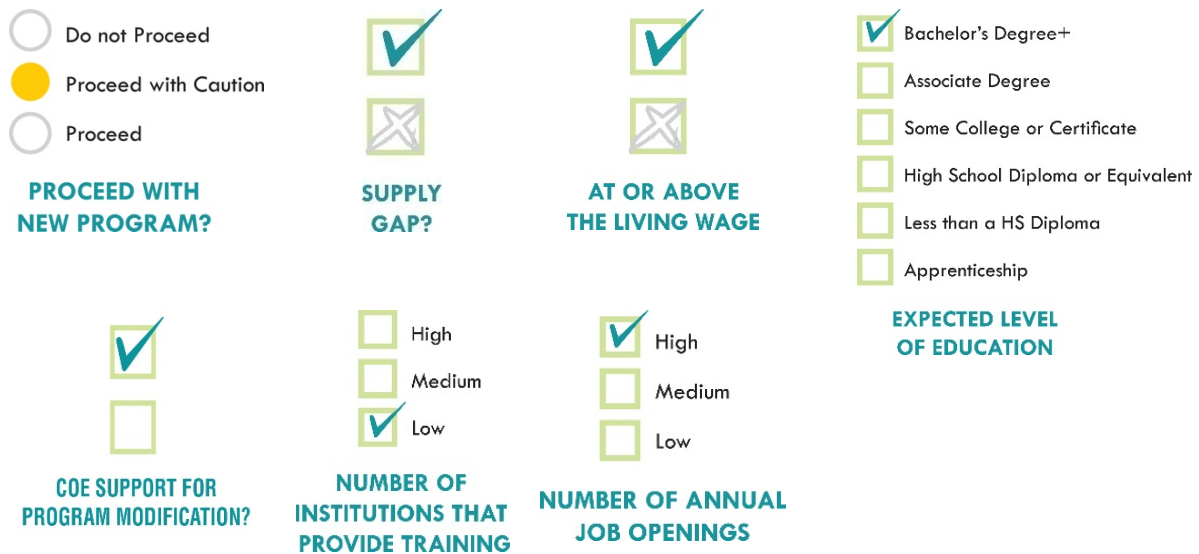 Do not Proceed
Proceed with Caution
Proceed
PROCEED WITH
NEW PROGRAM?
SUPPLY
GAP?
AT OR ABOVE
THE LIVING WAGE
Bachelor's Degree+
Associate Degree
Some College or Certificate
High School Diploma or Equivalent
Less than a HS Diploma
Apprenticeship
EXPECTED LEVEL
OF EDUCATION
COE SUPPORT FOR
PROGRAM MODIFICATION?
High
Medium
Low
NUMBER OF
INSTITUTIONS THAT
PROVIDE TRAINING
High
Medium
Low
NUMBER OF ANNUAL
JOB OPENINGS